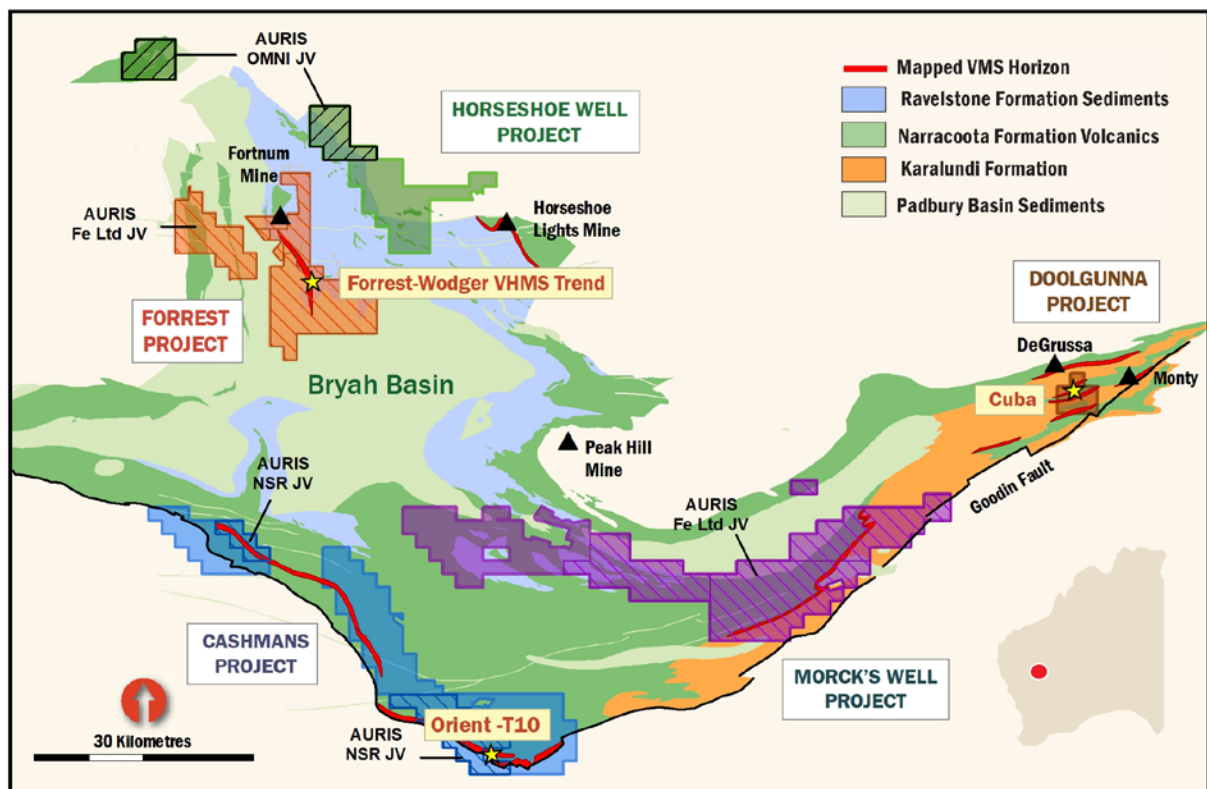 AURIS
OMNI JV
HORSESHOE WELL
PROJECT
Mapped VMS Horizon
Ravelstone Formation Sediments
Narracoota Formation Volcanics
Karalundi Formation
Padbury Basin Sediments
Fortnum
Mine
AURIS
Fe Ltd JV
Horseshoe
Lights Mine
Forrest-Wodger VHMS Trend
FORREST
PROJECT
DOOLGUNNA
PROJECT
DeGrussa
Monty
Cuba
Bryah Basin
Peak Hill
Mine
AURIS
NSR JV
AURIS
Fe Ltd JV
Goodin Fault
CASHMANS
PROJECT
MORCK'S WELL
PROJECT
Orient -T10
AURIS
NSR JV
30 Kilometres